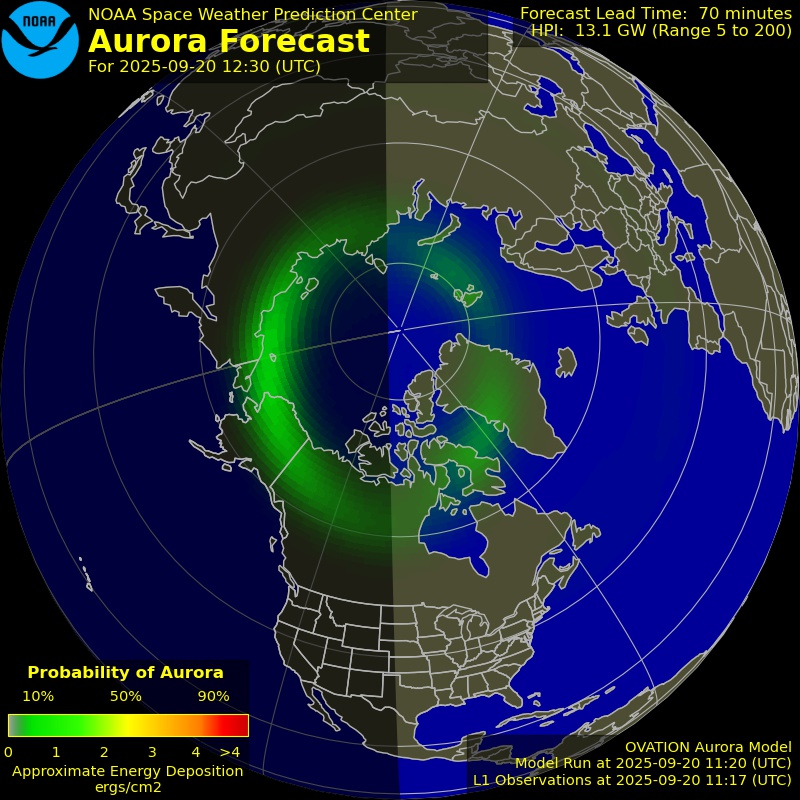 NOAA
NOAA Space Weather Prediction Center
Aurora Forecast
For 2025-09-20 12:30 (UTC)
Forecast Lead Time: 70 minutes
HPI: 13.1 GW (Range 5 to 200)
Probability of Aurora
10% 50% 90%
0 1 2 3 4 >4
Approximate Energy Deposition
ergs/cm2
OVATION Aurora Model
Model Run at 2025-09-20 11:20 (UTC)
L1 Observations at 2025-09-20 11:17 (UTC)